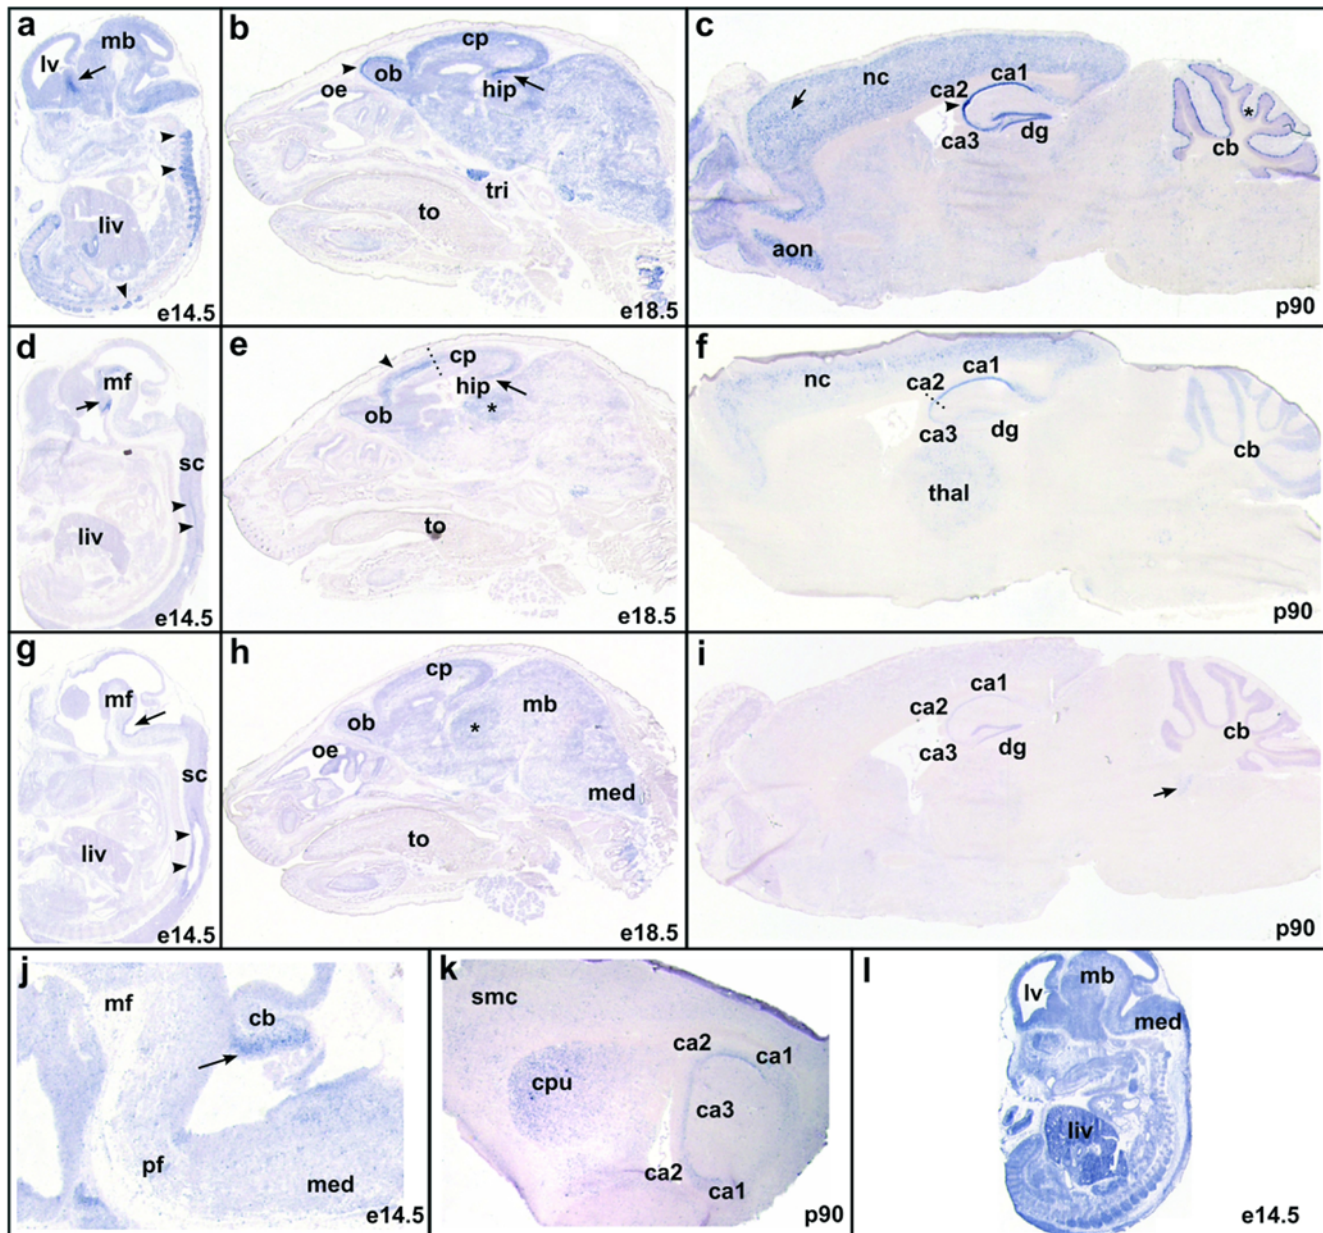 a
lv
mb
liv
e14.5
b
cp
ob
oe
hip
tri
to
e18.5
c
nc
ca1
ca2
ca3
dg
*
cb
aon
p90
d
mf
sc
liv
e14.5
e
cp
hip
*
ob
to
e18.5
f
nc
ca1
ca2
ca3
dg
cb
thal
p90
g
mf
sc
liv
e14.5
h
cp
mb
ob
*
oe
med
to
e18.5
i
ca1
ca2
ca3
dg
cb
p90
j
mf
cb
pf
med
e14.5
k
smc
ca2
ca1
cpu
ca3
ca2
ca1
p90
l
mb
lv
med
liv
e14.5